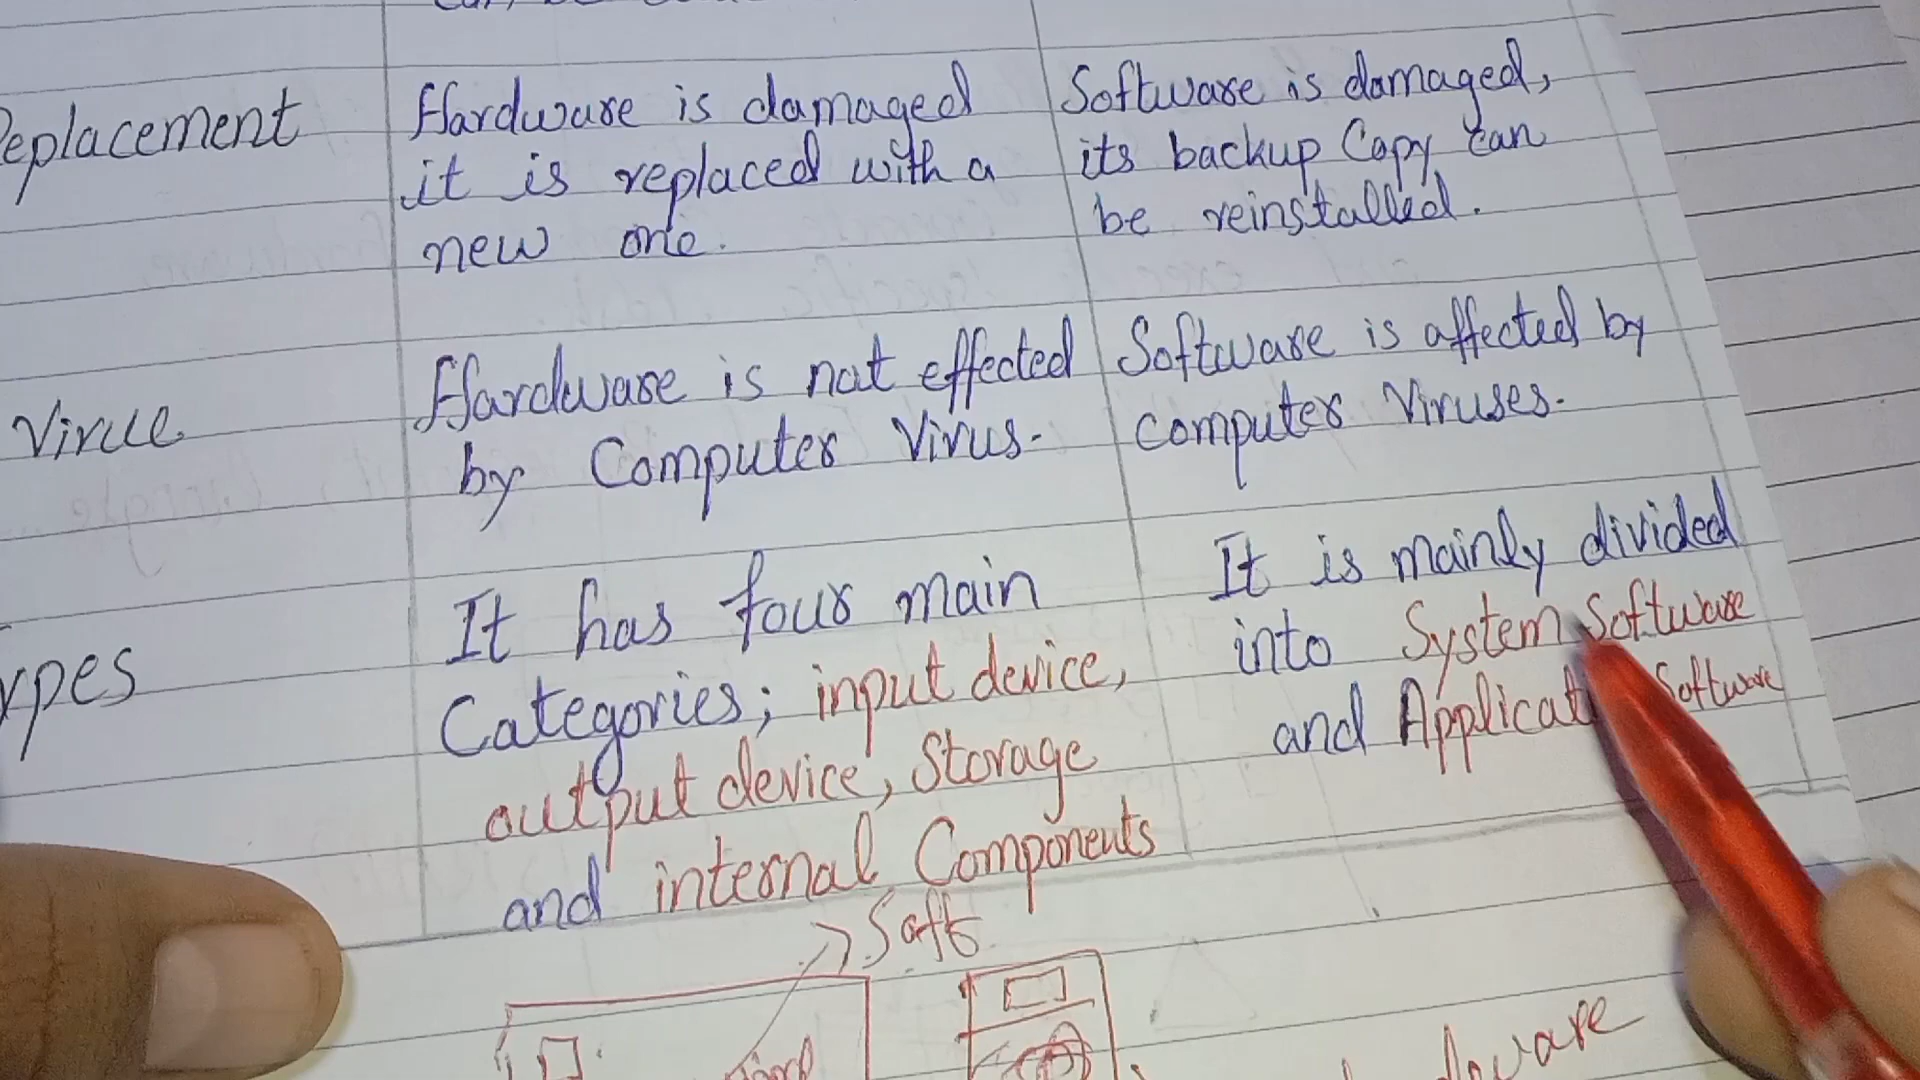 Replacement
Hardware is damaged
it is replaced with a
new one.
Software is damaged,
its backup Copy can
be reinstalled.
Virue
Hardware is not effected
by Computer Virus.
Software is affected by
computer Viruses.
ypes
It has four main
Categories; input device,
output device, Storage
and internal Components
It is mainly divided
into System Software
and Applicat Software
Soft